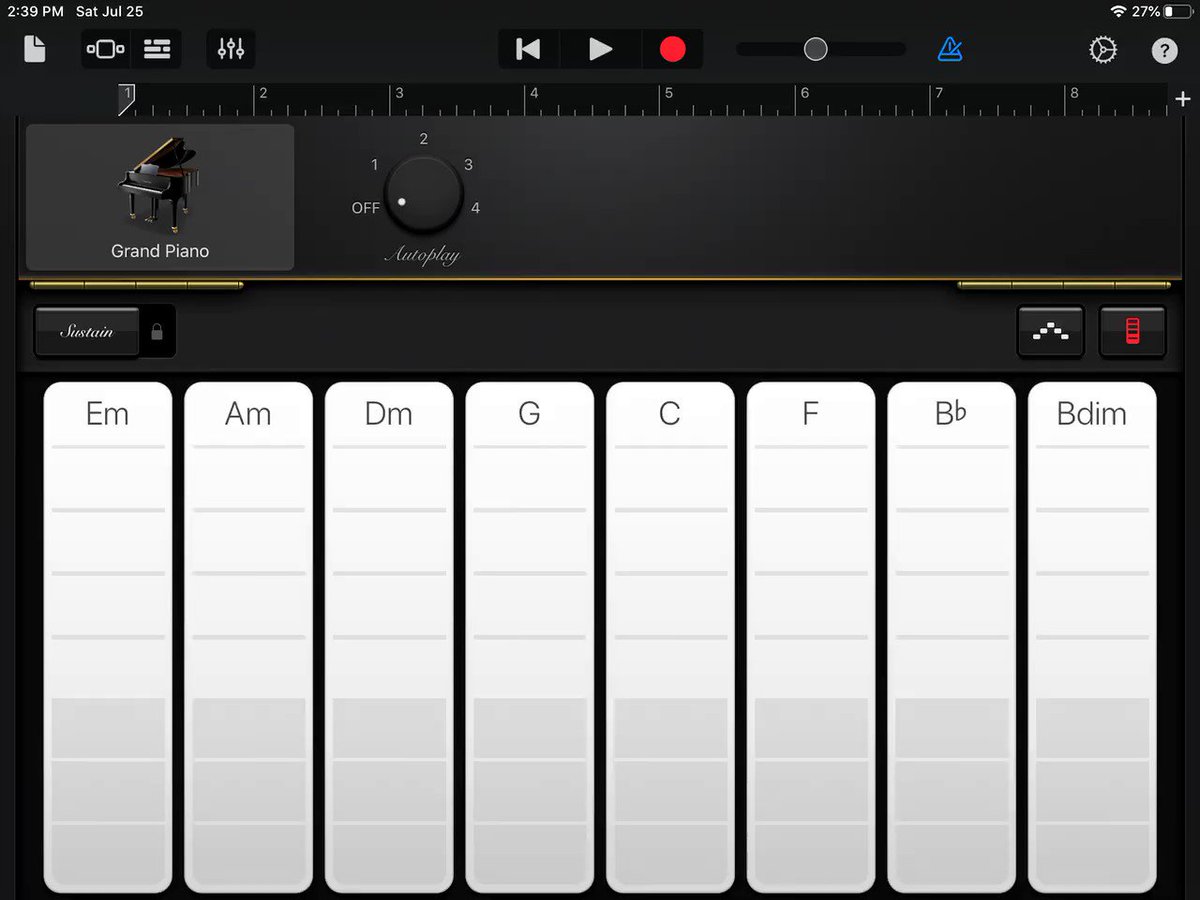 2:39 PM Sat Jul 25 27%
?
1 2 3 4 5 6 7 8 +
2
1 3
OFF 4
Grand Piano Autoplay
Sustain
Em Am Dm G C F B♭ Bdim